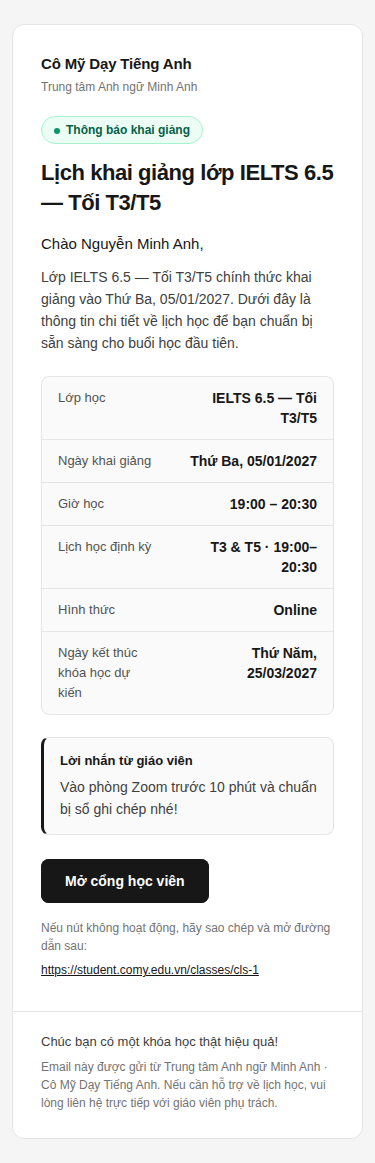 Cô Mỹ Dạy Tiếng Anh
Trung tâm Anh ngữ Minh Anh
Thông báo khai giảng
Lịch khai giảng lớp IELTS 6.5
— Tối T3/T5
Chào Nguyễn Minh Anh,
Lớp IELTS 6.5 — Tối T3/T5 chính thức khai
giảng vào Thứ Ba, 05/01/2027. Dưới đây là
thông tin chi tiết về lịch học để bạn chuẩn bị
sẵn sàng cho buổi học đầu tiên.
Lớp học
IELTS 6.5 — Tối
T3/T5
Ngày khai giảng
Thứ Ba, 05/01/2027
Giờ học
19:00 – 20:30
Lịch học định kỳ
T3 & T5 · 19:00–
20:30
Hình thức
Online
Ngày kết thúc
khóa học dự
kiến
Thứ Năm,
25/03/2027
Lời nhắn từ giáo viên
Vào phòng Zoom trước 10 phút và chuẩn
bị sổ ghi chép nhé!
Mở cổng học viên
Nếu nút không hoạt động, hãy sao chép và mở đường
dẫn sau:
https://student.comy.edu.vn/classes/cls-1
Chúc bạn có một khóa học thật hiệu quả!
Email này được gửi từ Trung tâm Anh ngữ Minh Anh ·
Cô Mỹ Dạy Tiếng Anh. Nếu cần hỗ trợ về lịch học, vui
lòng liên hệ trực tiếp với giáo viên phụ trách.